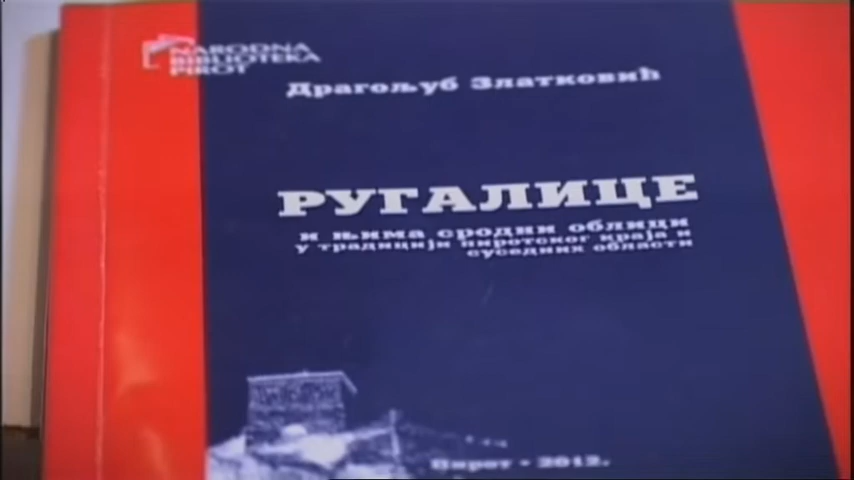 NARODNA
BIBLIOTEKA
PIROT
Драгољуб Златковић
РУГАЛИЦЕ
и њима сродни облици
у традицији пиротског краја и
суседних области
Пирот • 2012.